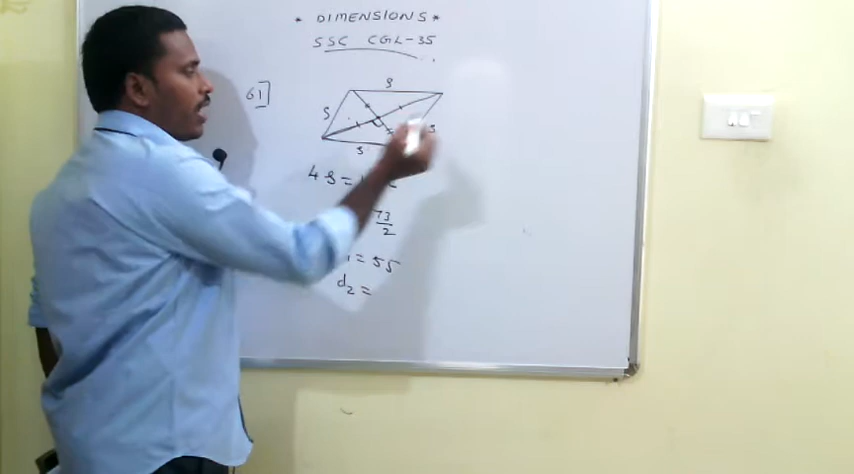 * DIMENSIONS *
SSC CGL-35
61]
S
S
S
S
4S =
73
2
= 55
d2 =